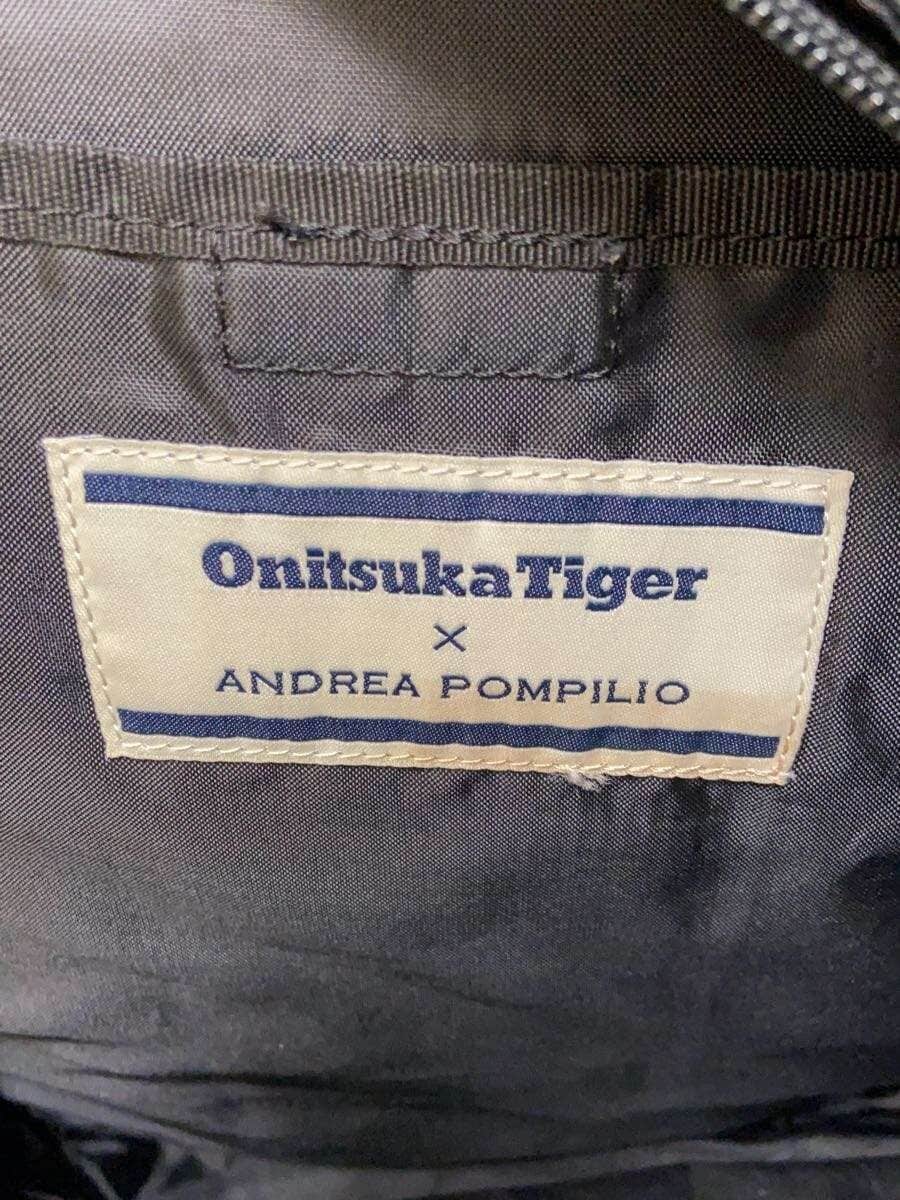 OnitsukaTiger
×
ANDREA POMPILIO